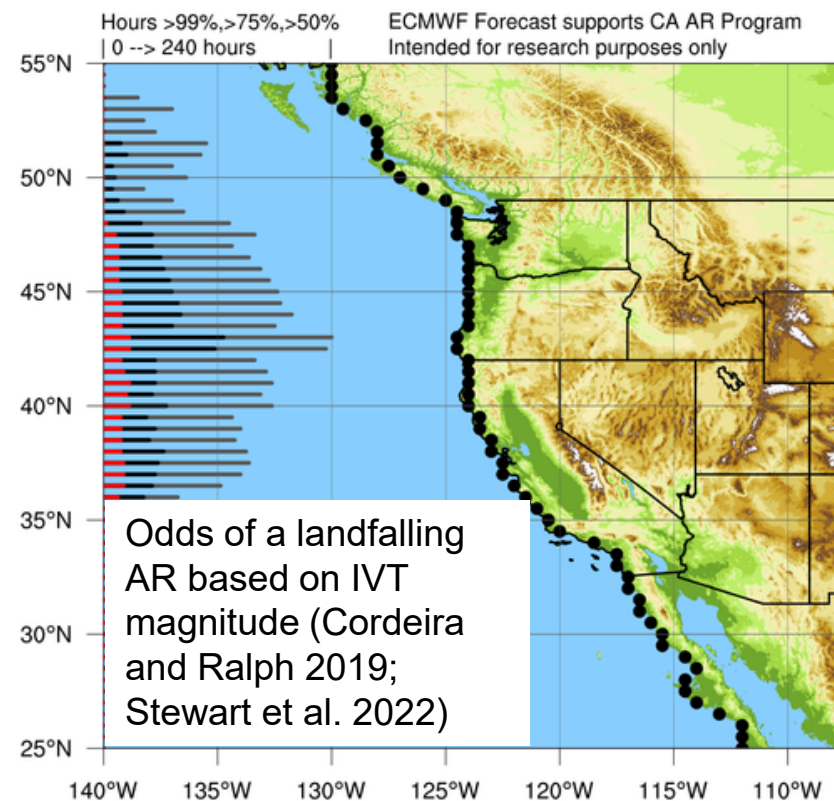 Hours >99%,>75%,>50%
ECMWF Forecast supports CA AR Program
| 0 --> 240 hours |
Intended for research purposes only
55°N
50°N
45°N
40°N
35°N
30°N
25°N
Odds of a landfalling
AR based on IVT
magnitude (Cordeira
and Ralph 2019;
Stewart et al. 2022)
140°W 135°W 130°W 125°W 120°W 115°W 110°W